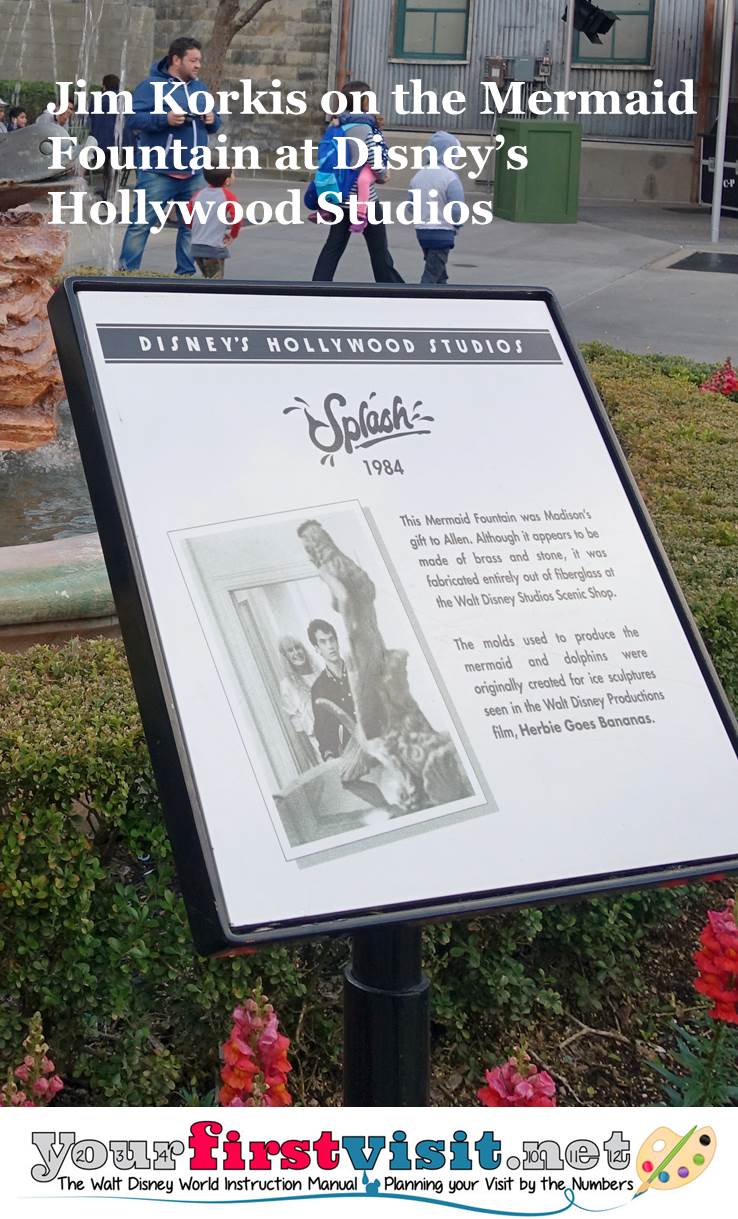 Jim Korkis on the Mermaid
Fountain at Disney's
Hollywood Studios
DISNEY'S HOLLYWOOD STUDIOS
Splash
1984
This Mermaid Fountain was Madison's
gift to Allen. Although it appears to be
made of brass and stone, it was
fabricated entirely out of fiberglass at
the Walt Disney Studios Scenic Shop.
The molds used to produce the
mermaid and dolphins were
originally created for ice sculptures
seen in the Walt Disney Productions
film, Herbie Goes Bananas.
yourfirstvisit.net
The Walt Disney World Instruction Manual Planning your Visit by the Numbers